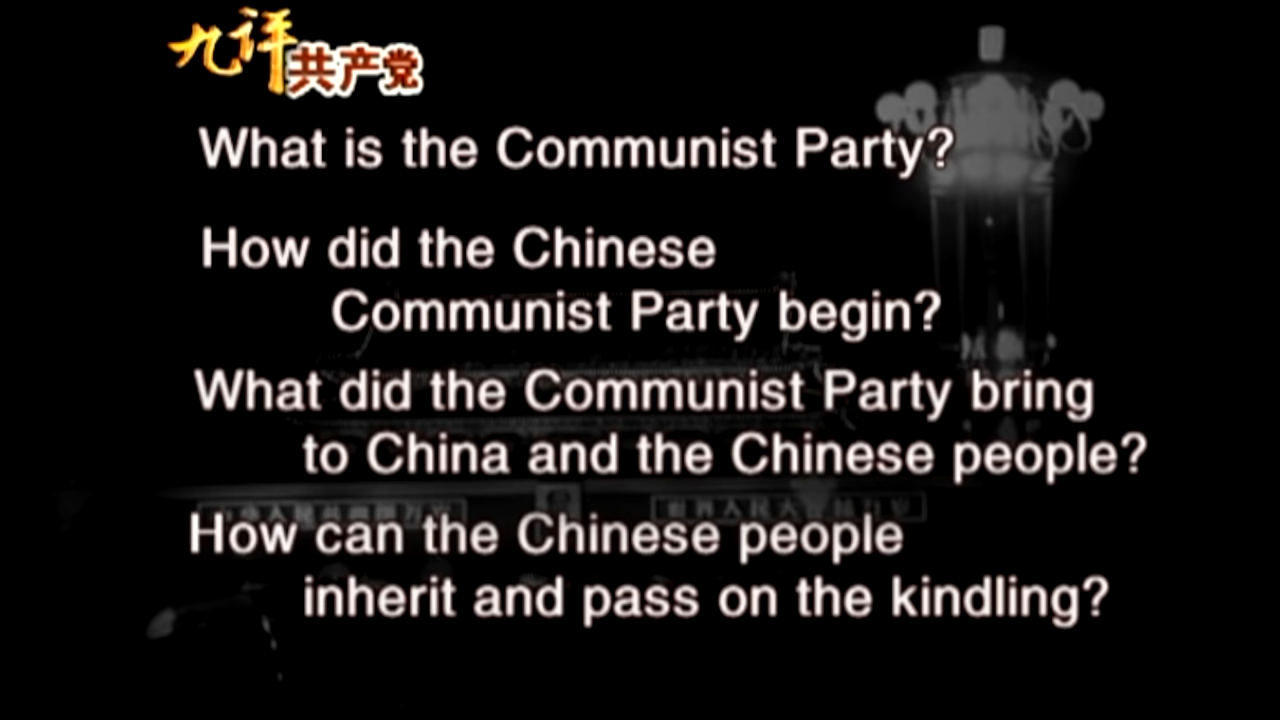 九评
共产党
What is the Communist Party?
How did the Chinese
Communist Party begin?
What did the Communist Party bring
to China and the Chinese people?
How can the Chinese people
inherit and pass on the kindling?